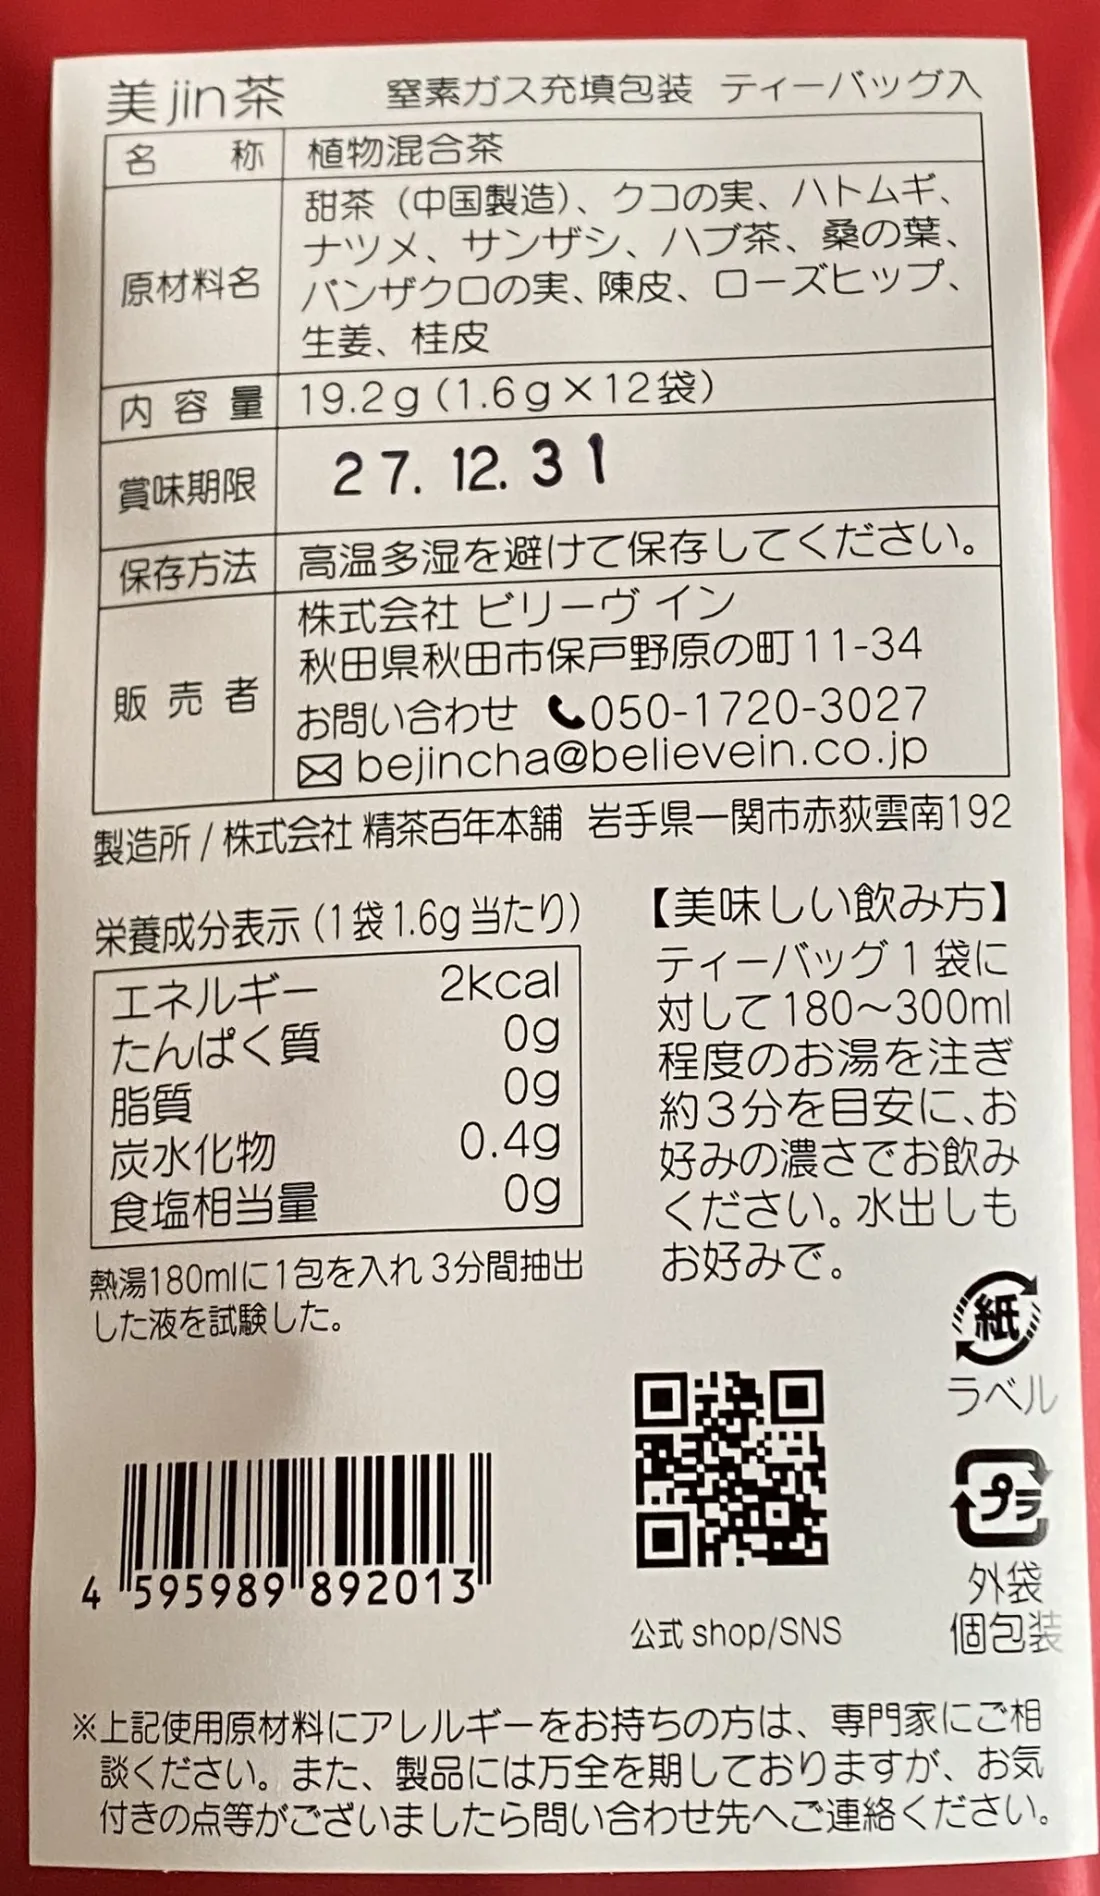 美jin茶 窒素ガス充填包装 ティーバッグ入
名 称 植物混合茶
原材料名 甜茶（中国製造）、クコの実、ハトムギ、
ナツメ、サンザシ、ハブ茶、桑の葉、
バンザクロの実、陳皮、ローズヒップ、
生姜、桂皮
内容量 19.2g（1.6g×12袋）
賞味期限 27.12.31
保存方法 高温多湿を避けて保存してください。
販売者 株式会社 ビリーヴ イン
秋田県秋田市保戸野原の町11-34
お問い合わせ 050-1720-3027
bejincha@believein.co.jp
製造所/株式会社 精茶百年本舗 岩手県一関市赤荻雲南192
栄養成分表示（1袋1.6g当たり）
エネルギー 2kcal
たんぱく質 0g
脂質 0g
炭水化物 0.4g
食塩相当量 0g
熱湯180mlに1包を入れ3分間抽出
した液を試験した。
【美味しい飲み方】
ティーバッグ1袋に
対して180～300ml
程度のお湯を注ぎ
約3分を目安に、お
好みの濃さでお飲み
ください。水出しも
お好みで。
紙
ラベル
プラ
外袋
個包装
公式shop/SNS
4 595989 892013
※上記使用原材料にアレルギーをお持ちの方は、専門家にご相
談ください。また、製品には万全を期しておりますが、お気
付きの点等がございましたら問い合わせ先へご連絡ください。